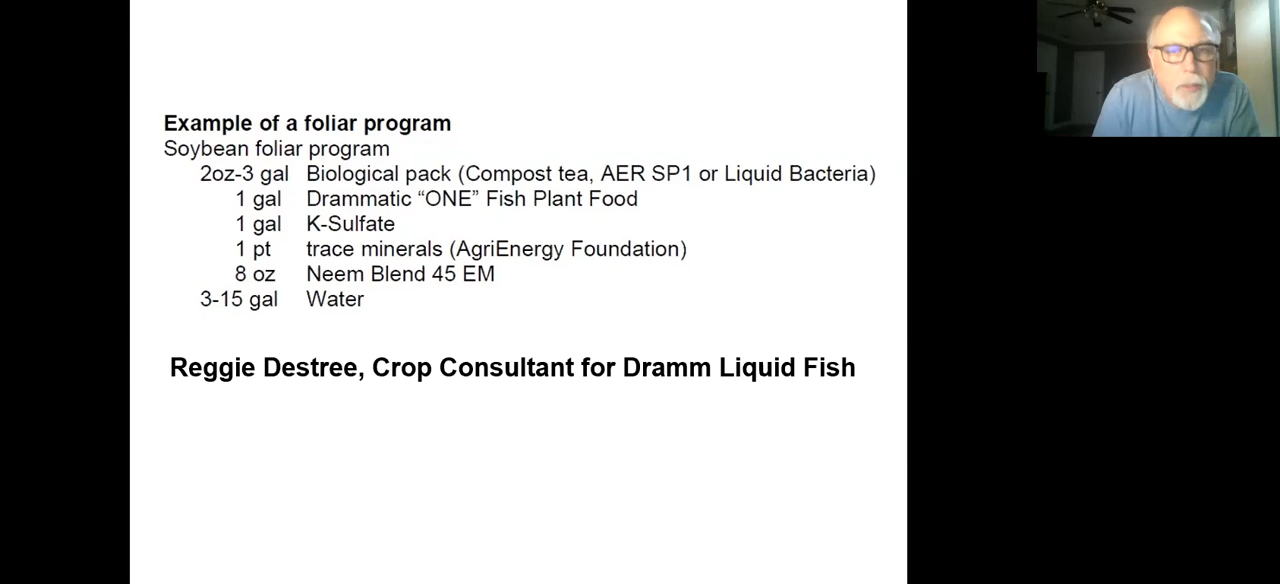 Example of a foliar program
Soybean foliar program
2oz-3 gal Biological pack (Compost tea, AER SP1 or Liquid Bacteria)
1 gal Drammatic “ONE” Fish Plant Food
1 gal K-Sulfate
1 pt trace minerals (AgriEnergy Foundation)
8 oz Neem Blend 45 EM
3-15 gal Water
Reggie Destree, Crop Consultant for Dramm Liquid Fish